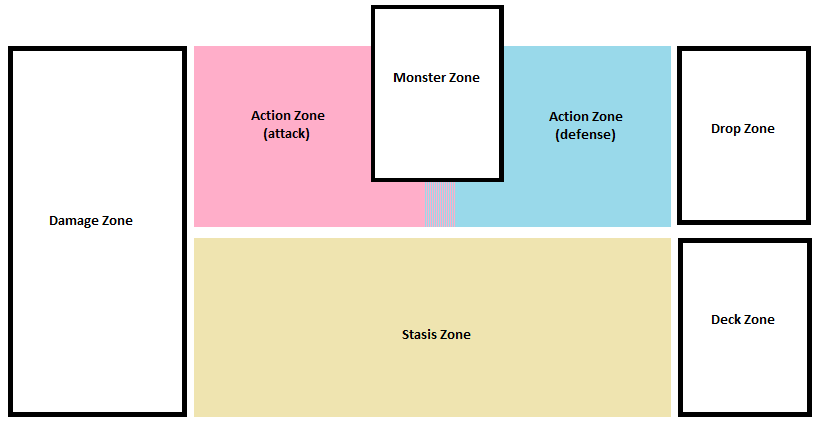 Monster Zone
Action Zone
(attack)
Action Zone
(defense)
Drop Zone
Damage Zone
Stasis Zone
Deck Zone